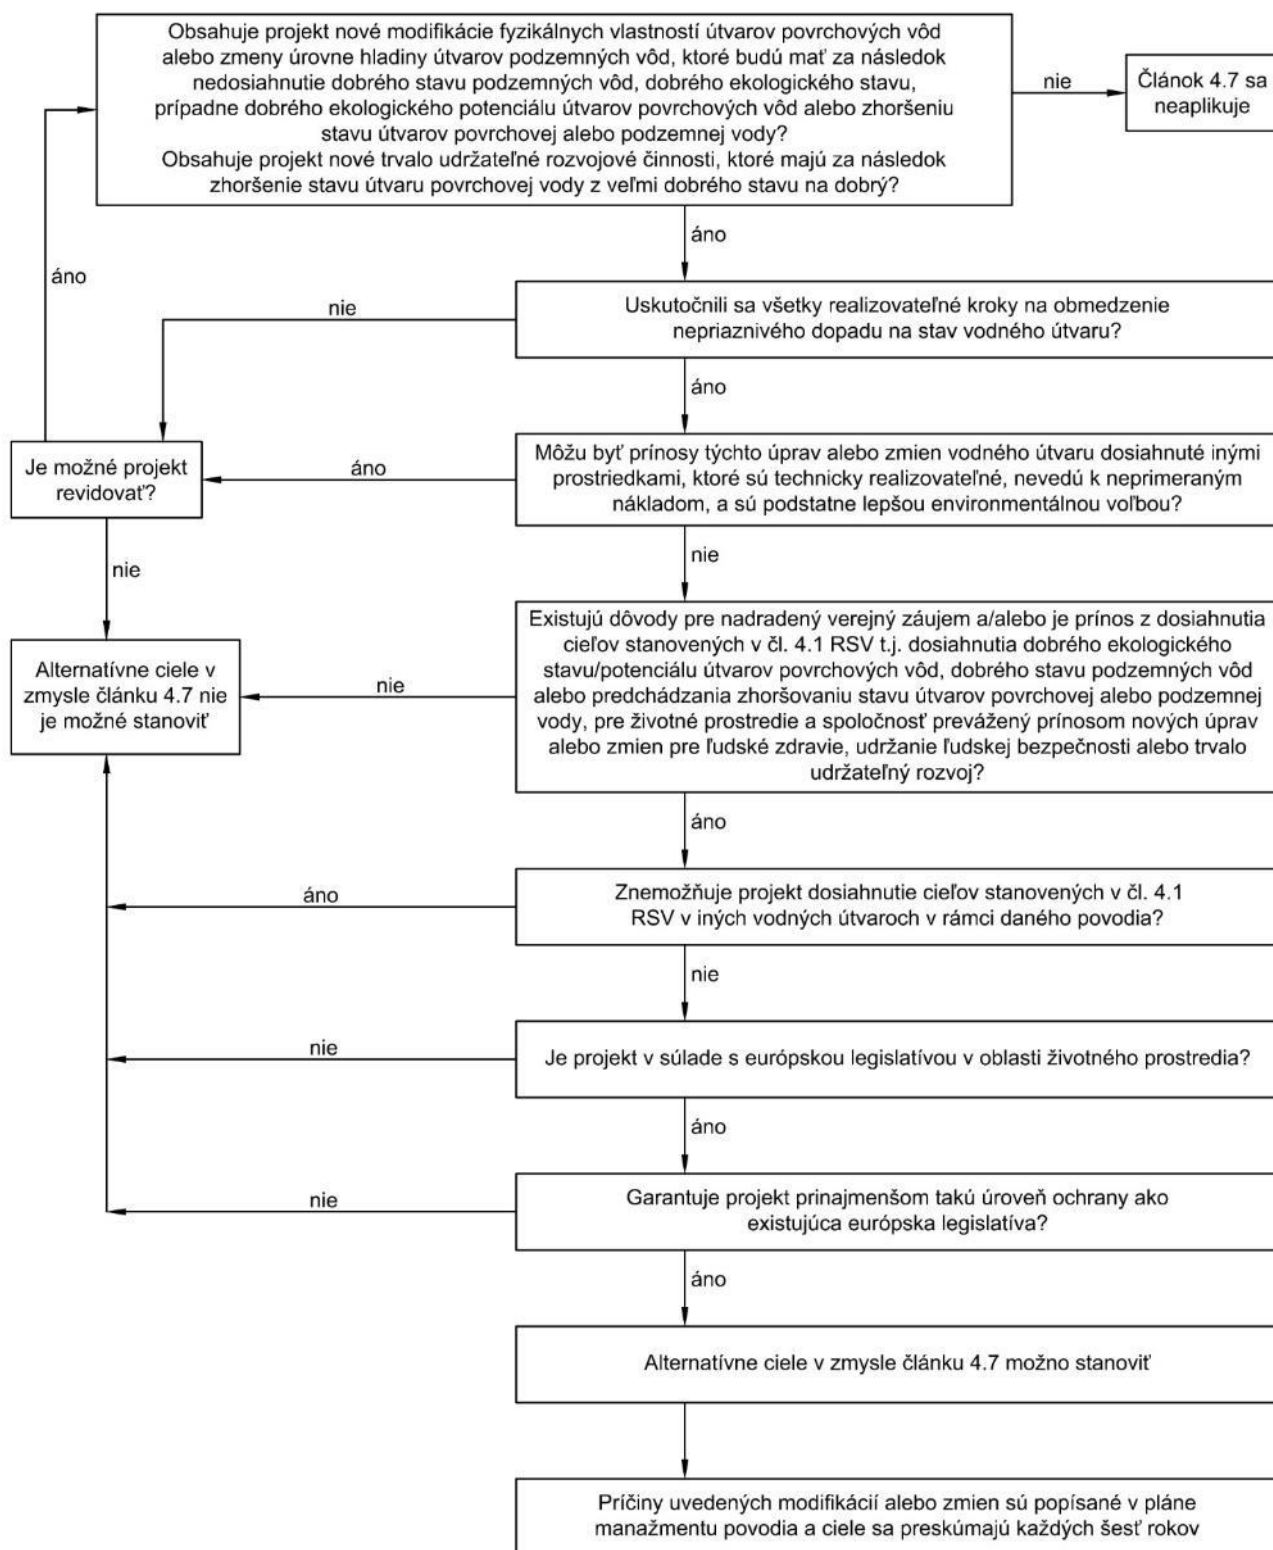 Obsahuje projekt nové modifikácie fyzikálnych vlastností útvarov povrchových vôd
alebo zmeny úrovne hladiny útvarov podzemných vôd, ktoré budú mať za následok
nedosiahnutie dobrého stavu podzemných vôd, dobrého ekologického stavu,
prípadne dobrého ekologického potenciálu útvarov povrchových vôd alebo zhoršeniu
stavu útvarov povrchovej alebo podzemnej vody?
Obsahuje projekt nové trvalo udržateľné rozvojové činnosti, ktoré majú za následok
zhoršenie stavu útvaru povrchovej vody z veľmi dobrého stavu na dobrý?
nie
Článok 4.7 sa
neaplikuje
áno
áno
Uskutočnili sa všetky realizovateľné kroky na obmedzenie
nepriaznivého dopadu na stav vodného útvaru?
nie
áno
Je možné projekt
revidovať?
áno
Môžu byť prínosy týchto úprav alebo zmien vodného útvaru dosiahnuté inými
prostriedkami, ktoré sú technicky realizovateľné, nevedú k neprimeraným
nákladom, a sú podstatne lepšou environmentálnou voľbou?
nie
nie
Alternatívne ciele v
zmysle článku 4.7 nie
je možné stanoviť
nie
Existujú dôvody pre nadradený verejný záujem a/alebo je prínos z dosiahnutia
cieľov stanovených v čl. 4.1 RSV t.j. dosiahnutia dobrého ekologického
stavu/potenciálu útvarov povrchových vôd, dobrého stavu podzemných vôd
alebo predchádzania zhoršovaniu stavu útvarov povrchovej alebo podzemnej
vody, pre životné prostredie a spoločnosť prevážený prínosom nových úprav
alebo zmien pre ľudské zdravie, udržanie ľudskej bezpečnosti alebo trvalo
udržateľný rozvoj?
áno
áno
Znemožňuje projekt dosiahnutie cieľov stanovených v čl. 4.1
RSV v iných vodných útvaroch v rámci daného povodia?
nie
nie
Je projekt v súlade s európskou legislatívou v oblasti životného prostredia?
áno
nie
Garantuje projekt prinajmenšom takú úroveň ochrany ako
existujúca európska legislatíva?
áno
Alternatívne ciele v zmysle článku 4.7 možno stanoviť
Príčiny uvedených modifikácií alebo zmien sú popísané v pláne
manažmentu povodia a ciele sa preskúmajú každých šesť rokov